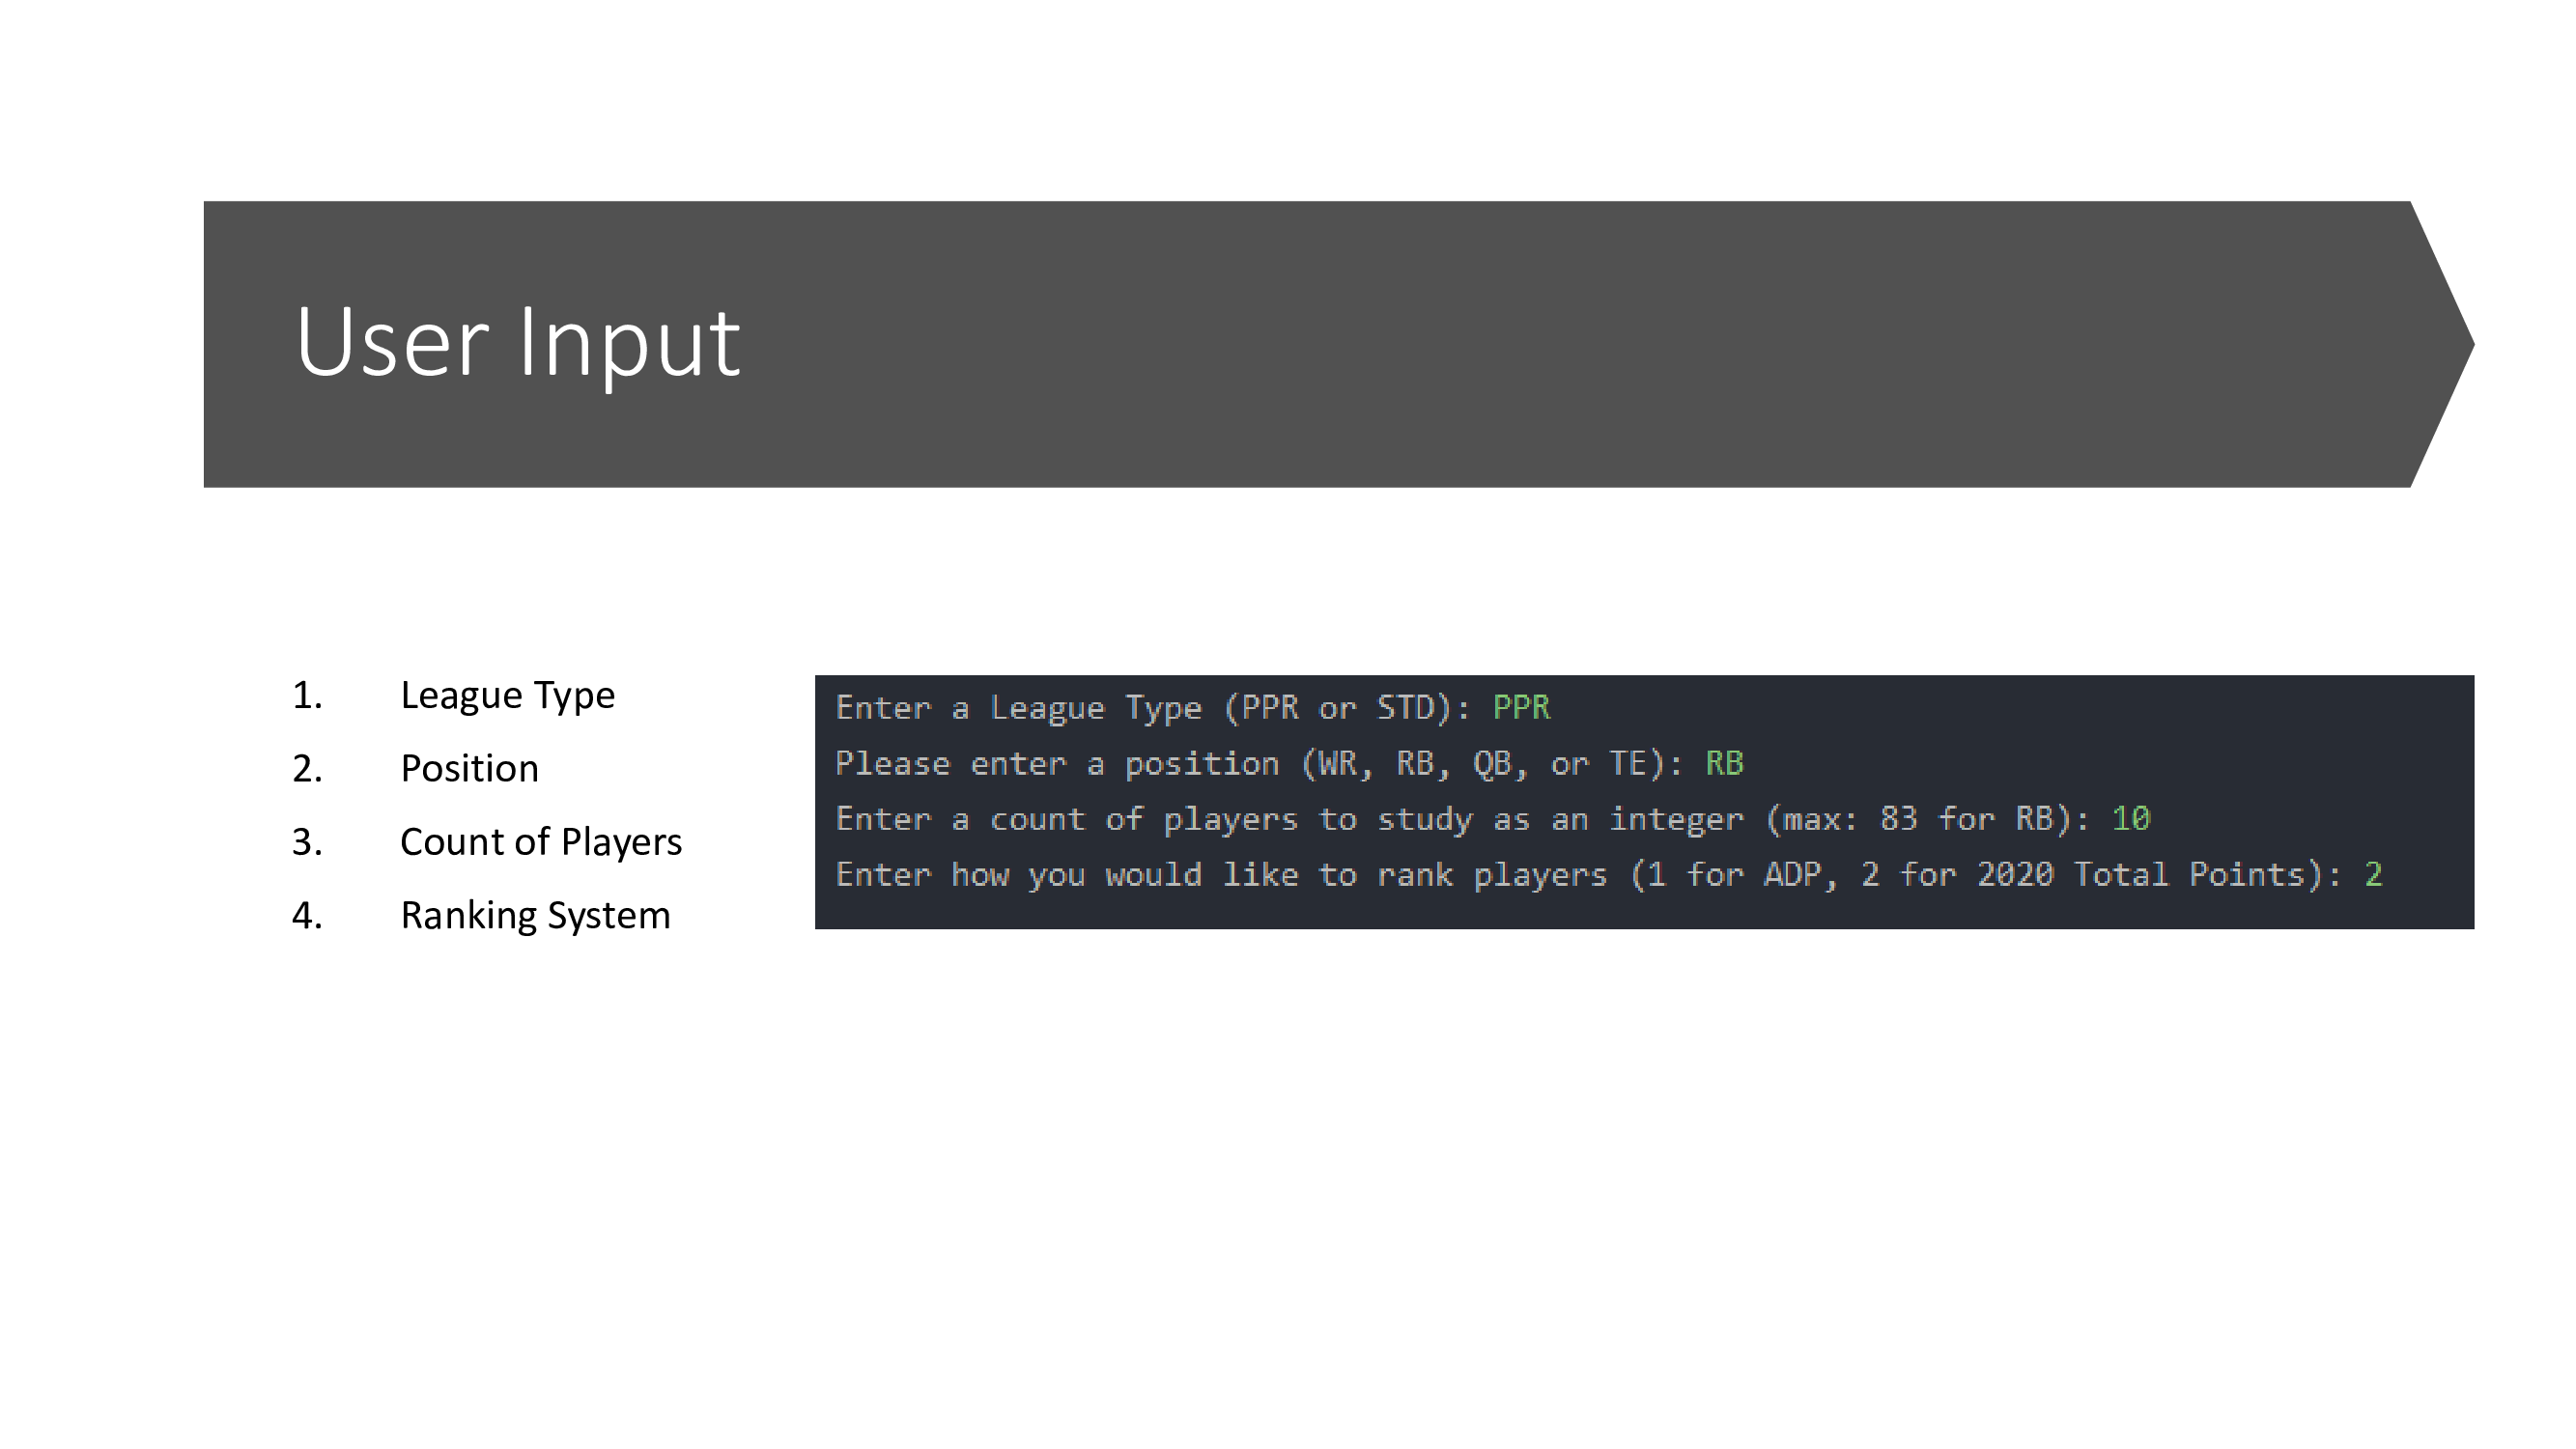 User Input
1. League Type
2. Position
3. Count of Players
4. Ranking System
Enter a League Type (PPR or STD): PPR
Please enter a position (WR, RB, QB, or TE): RB
Enter a count of players to study as an integer (max: 83 for RB): 10
Enter how you would like to rank players (1 for ADP, 2 for 2020 Total Points): 2